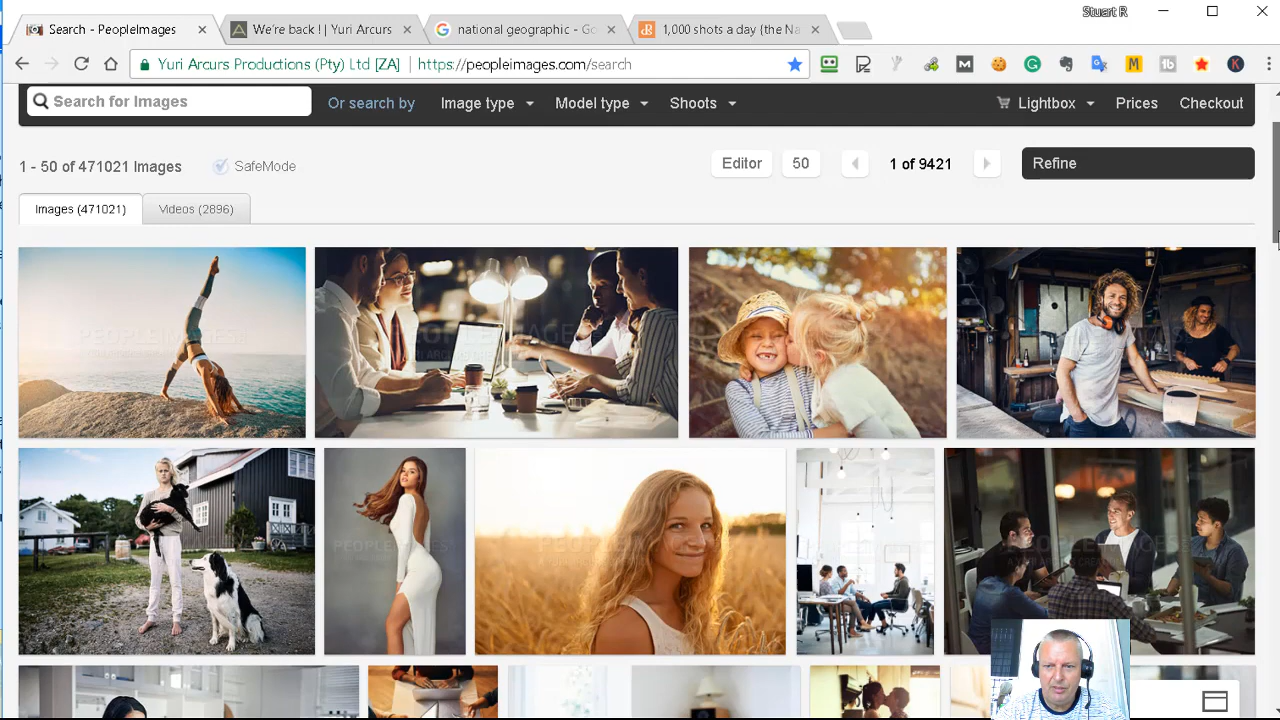 Stuart R
Search - PeopleImages
We're back ! | Yuri Arcurs
national geographic - Go
1,000 shots a day (the Na
Yuri Arcurs Productions (Pty) Ltd [ZA] | https://peopleimages.com/search
Search for Images
Or search by
Image type
Model type
Shoots
Lightbox
Prices
Checkout
1 - 50 of 471021 Images
SafeMode
Editor
50
1 of 9421
Refine
Images (471021)
Videos (2896)
PEOPLEIMAGES
PEOPLEIMAGES
PEOPLEIMAGES